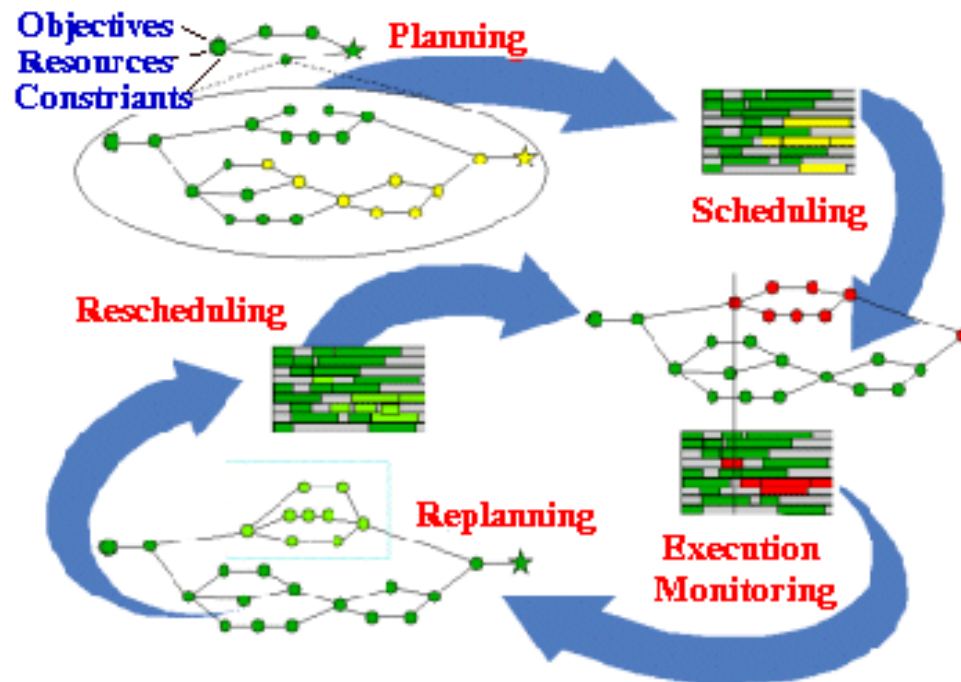 Objectives
Resources
Constriants
Planning
Scheduling
Rescheduling
Replanning
Execution
Monitoring